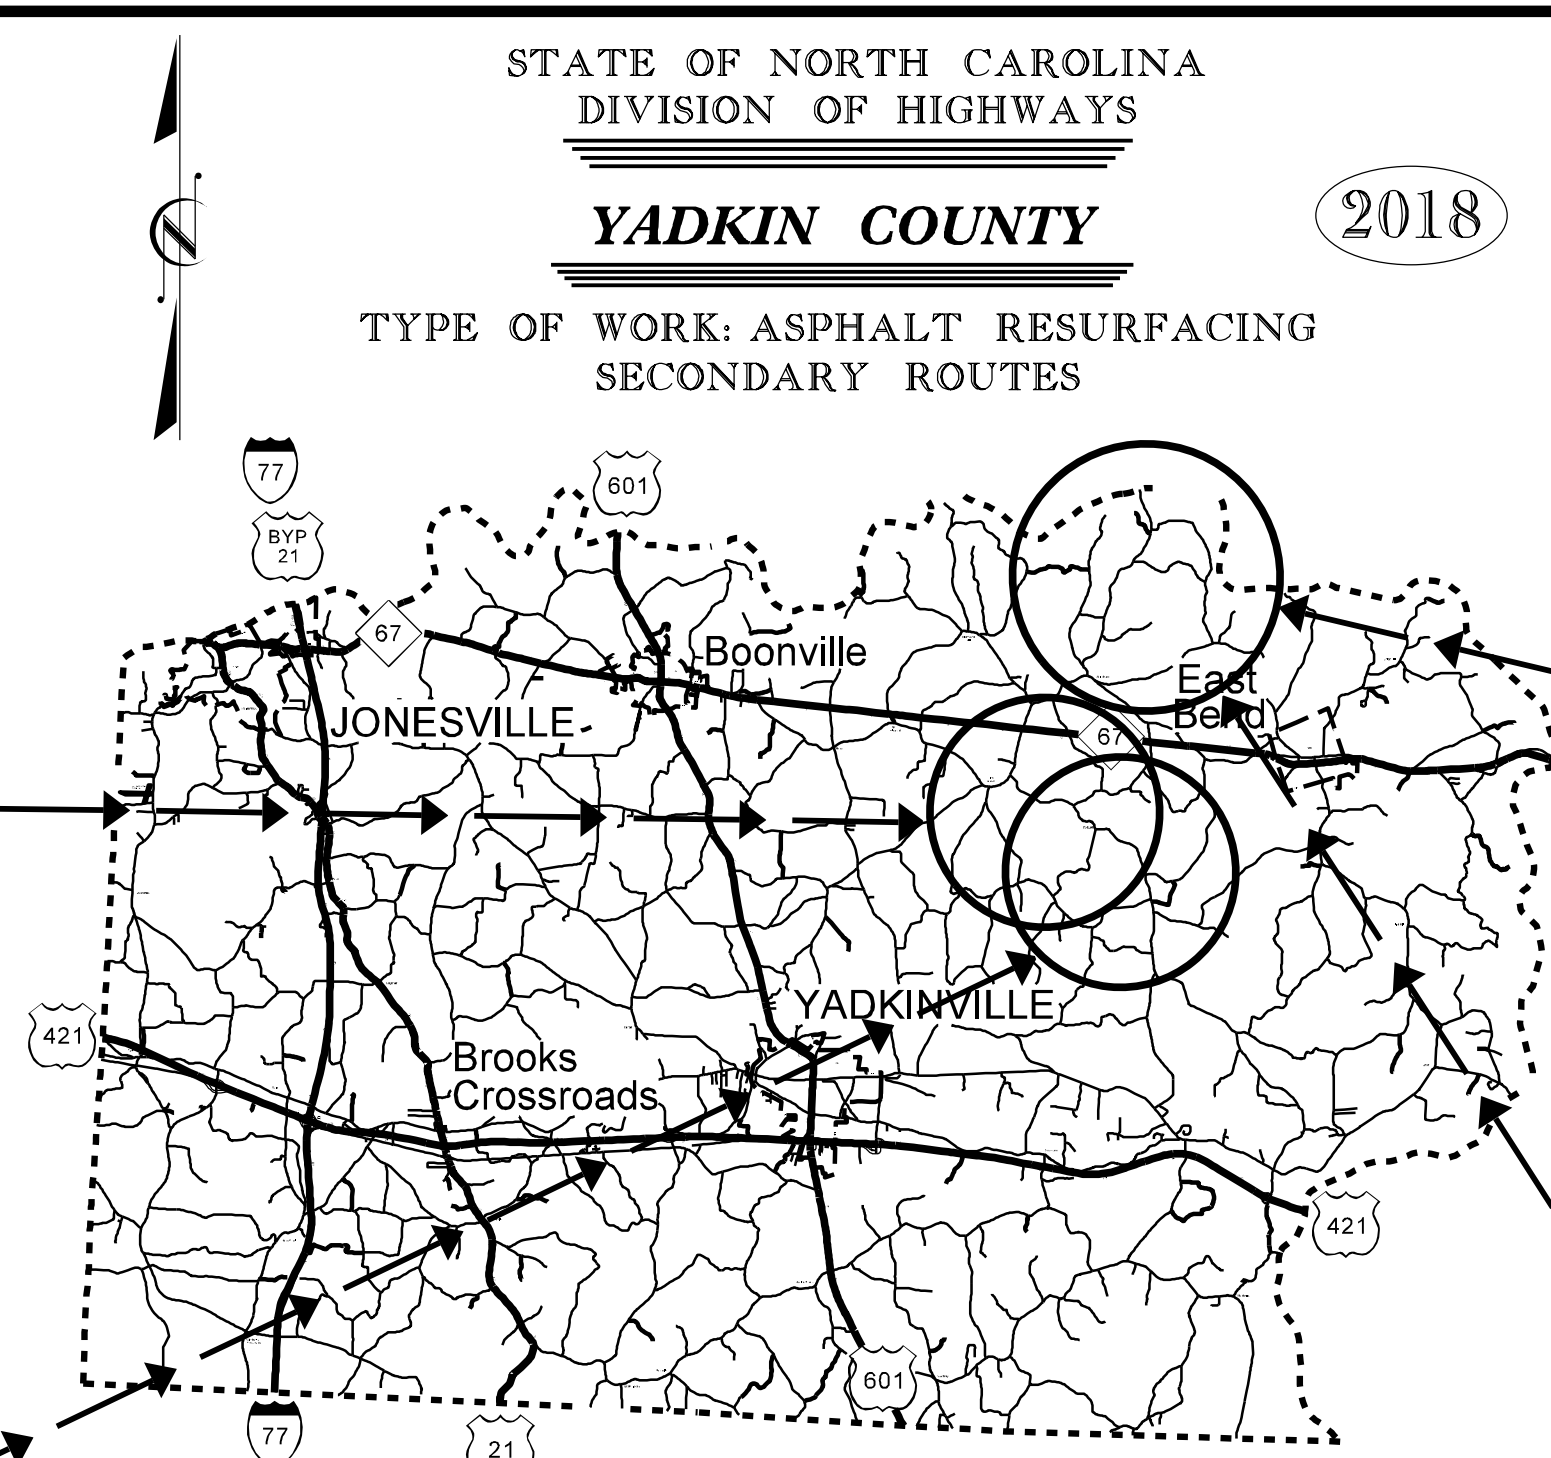 STATE OF NORTH CAROLINA
DIVISION OF HIGHWAYS
YADKIN COUNTY
2018
N
TYPE OF WORK: ASPHALT RESURFACING
SECONDARY ROUTES
77
601
BYP
21
67
Boonville
East
Bend
JONESVILLE
67
YADKINVILLE
421
Brooks
Crossroads
421
601
77
21